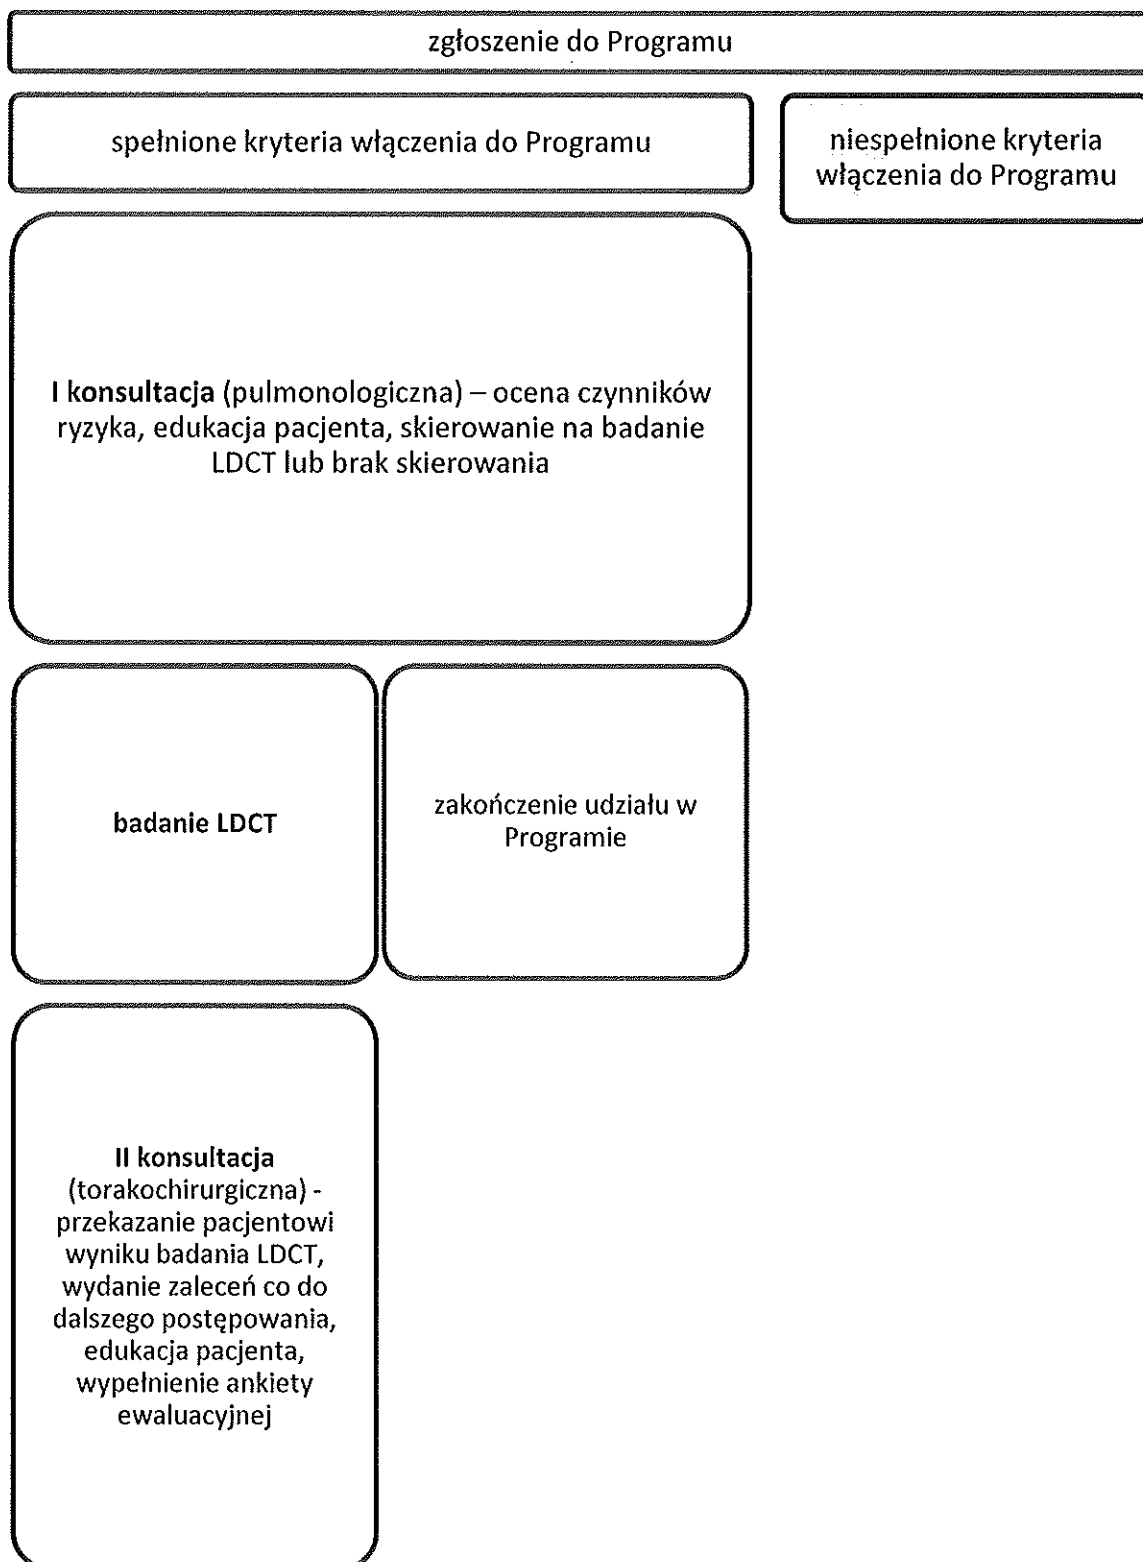 zgłoszenie do Programu
spełnione kryteria włączenia do Programu
niespełnione kryteria
włączenia do Programu
I konsultacja (pulmonologiczna) – ocena czynników
ryzyka, edukacja pacjenta, skierowanie na badanie
LDCT lub brak skierowania
badanie LDCT
zakończenie udziału w
Programie
II konsultacja
(torakochirurgiczna) -
przekazanie pacjentowi
wyniku badania LDCT,
wydanie zaleceń co do
dalszego postępowania,
edukacja pacjenta,
wypełnienie ankiety
ewaluacyjnej